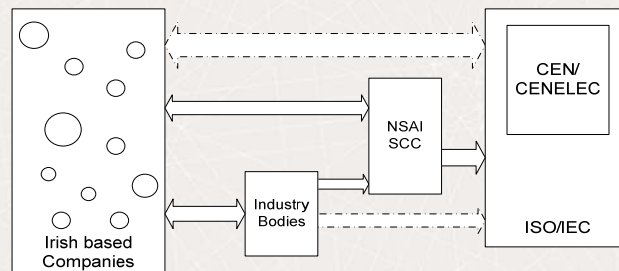 CEN/
CENELEC
NSAI
SCC
Industry
Bodies
Irish based
Companies
ISO/IEC